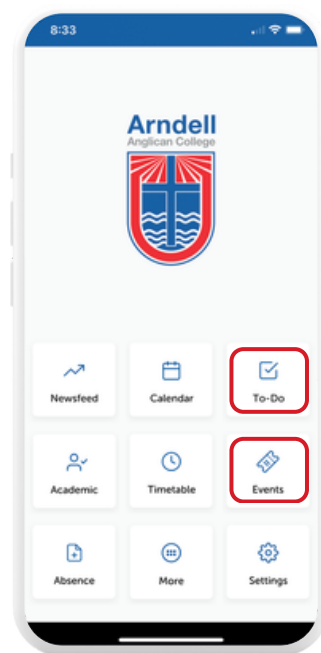 8:33
Arndell
Anglican College
Newsfeed
Calendar
To-Do
Academic
Timetable
Events
Absence
More
Settings